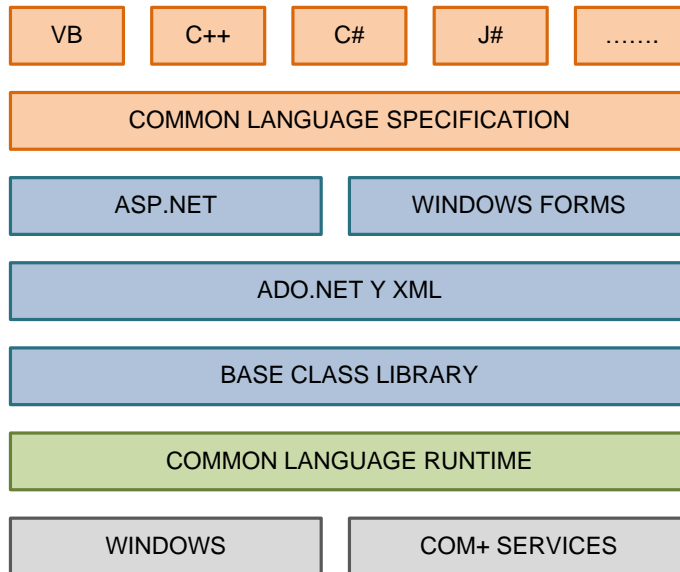 VB C++ C# J# .......
COMMON LANGUAGE SPECIFICATION
ASP.NET WINDOWS FORMS
ADO.NET Y XML
BASE CLASS LIBRARY
COMMON LANGUAGE RUNTIME
WINDOWS COM+ SERVICES